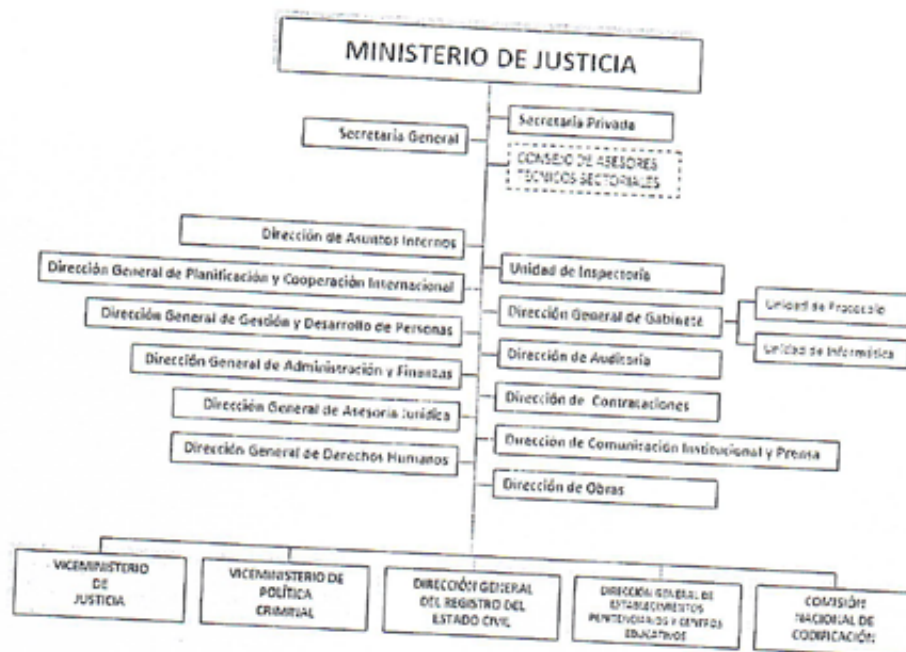 MINISTERIO DE JUSTICIA
Secretaría Privada
Secretaría General
CONSEJO DE ASESORES
TECNICOS SECTORIALES
Dirección de Asuntos Internos
Unidad de Inspectoría
Dirección General de Planificación y Cooperación Internacional
Dirección General de Gabinete
Unidad de Protocolo
Dirección General de Gestión y Desarrollo de Personas
Unidad de Informática
Dirección de Auditoria
Dirección General de Administración y Finanzas
Dirección de Contrataciones
Dirección General de Asesoría Jurídica
Dirección de Comunicación Institucional y Prensa
Dirección General de Derechos Humanos
Dirección de Obras
VICEMINISTERIO
DE
JUSTICIA
VICEMINISTERIO DE
POLÍTICA
CRIMINAL
DIRECCIÓN GENERAL
DEL REGISTRO DEL
ESTADO CIVIL
DIRECCIÓN GENERAL DE
ESTABLECIMIENTOS
PENITENCIARIOS Y CENTROS
EDUCATIVOS
COMISIÓN
NACIONAL DE
CODIFICACIÓN